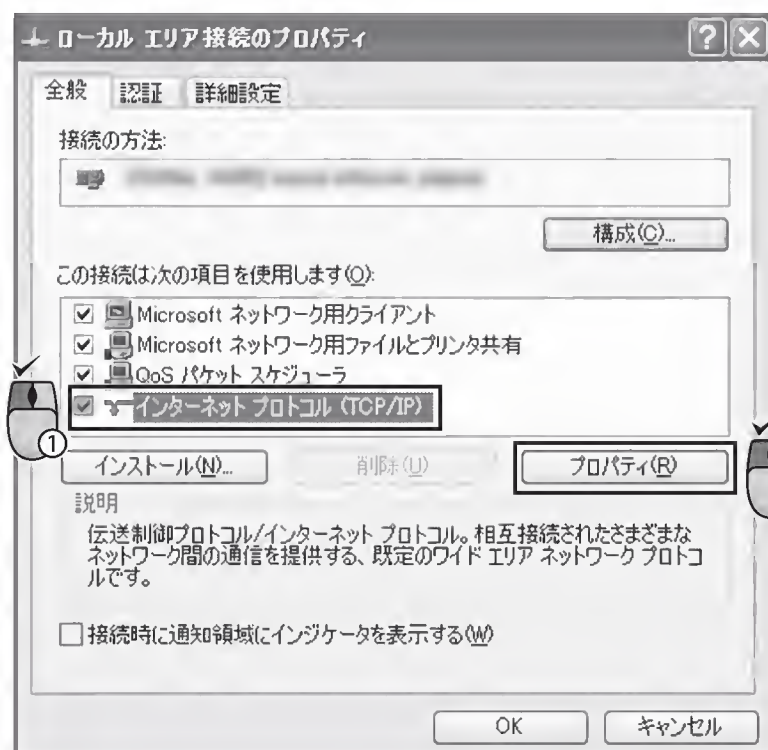 ローカル エリア接続のプロパティ
全般 認証 詳細設定
接続の方法:
構成(C)...
この接続は次の項目を使用します(O):
Microsoft ネットワーク用クライアント
Microsoft ネットワーク用ファイルとプリンタ共有
QoS パケット スケジューラ
インターネット プロトコル (TCP/IP)
①
インストール(N)... 削除(U) プロパティ(R)
説明
伝送制御プロトコル/インターネット プロトコル。相互接続されたさまざまな
ネットワーク間の通信を提供する、既定のワイド エリア ネットワーク プロトコ
ルです。
接続時に通知領域にインジケータを表示する(W)
OK キャンセル